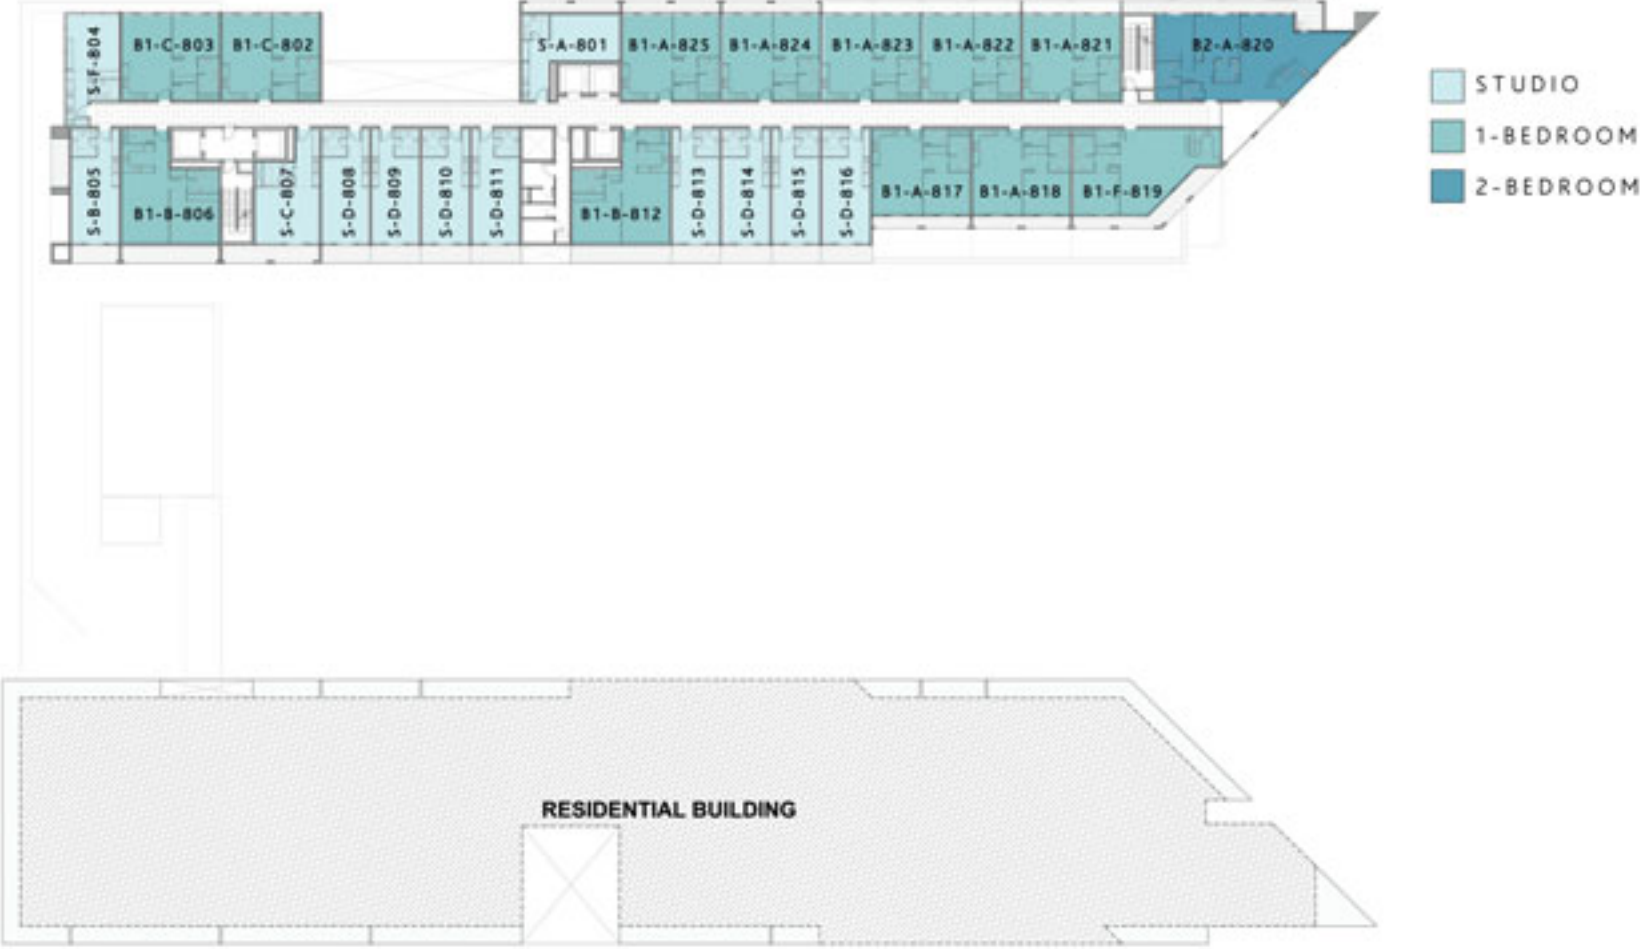 S-F-804
B1-C-803
B1-C-802
S-A-801
B1-A-825
B1-A-824
B1-A-823
B1-A-822
B1-A-821
B2-A-820
S-B-805
B1-B-806
S-C-807
S-D-808
S-D-809
S-D-810
S-D-811
B1-B-812
S-D-813
S-D-814
S-D-815
S-D-816
B1-A-817
B1-A-818
B1-F-819
STUDIO
1-BEDROOM
2-BEDROOM
RESIDENTIAL BUILDING